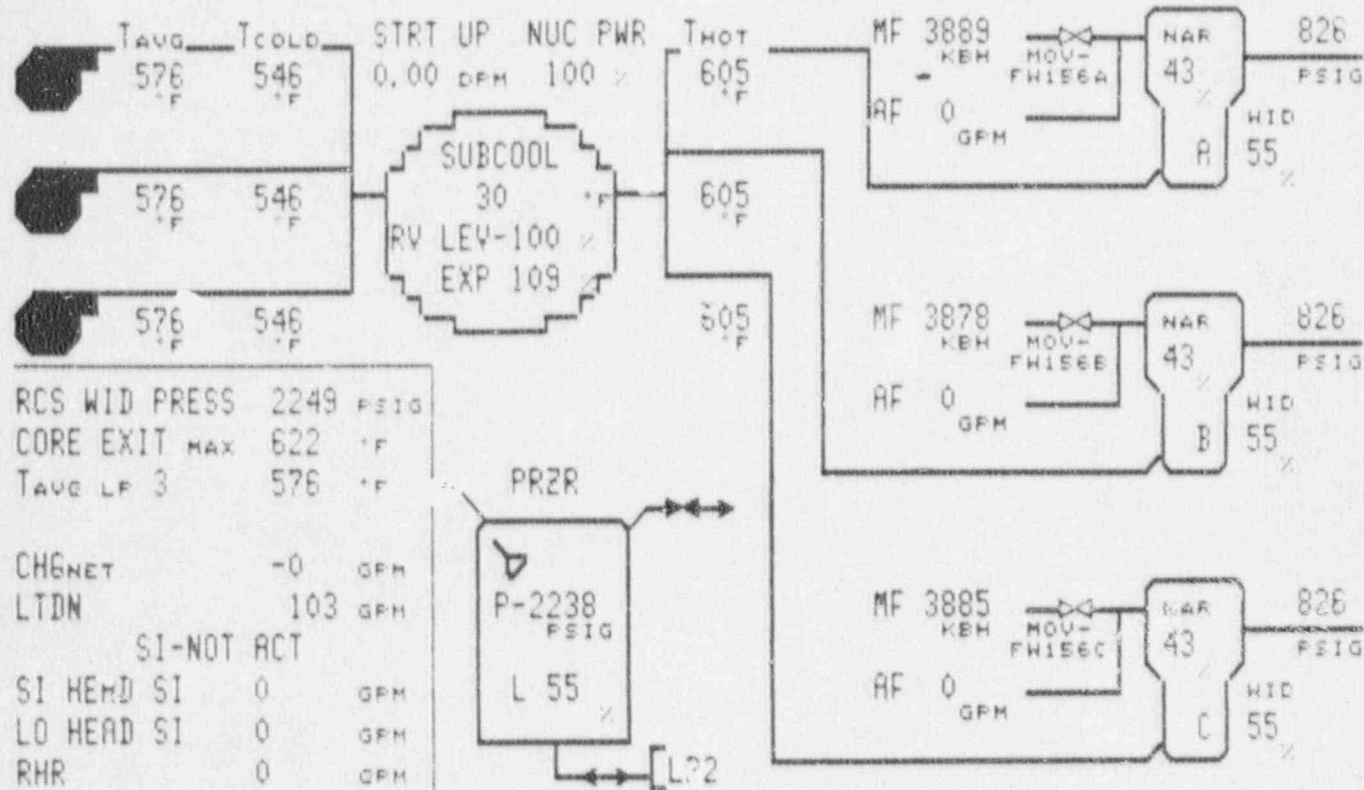 TAVG TCOLD STRT UP NUC PWR THOT MF 3889 KBH MOV-FW156A NAR 43 % 826 PSIG
576 °F 546 °F 0.00 DPM 100 % 605 °F
AF 0 GPM A WID 55 %
SUBCOOL
576 °F 546 °F 30 °F 605 °F
RV LEV-100 %
EXP 109 %
576 °F 546 °F 605 °F MF 3878 KBH MOV-FW156B NAR 43 % 826 PSIG
AF 0 GPM B WID 55 %
RCS WID PRESS 2249 PSIG
CORE EXIT MAX 622 °F
TAVG LP 3 576 °F
PRZR
CHGNET -0 GPM
LTDN 103 GPM
P-2238 PSIG
MF 3885 KBH MOV-FW156C NAR 43 % 826 PSIG
SI-NOT ACT
SI HEMD SI 0 GPM
L 55 %
AF 0 GPM C WID 55 %
LO HEAD SI 0 GPM
RHR 0 GPM